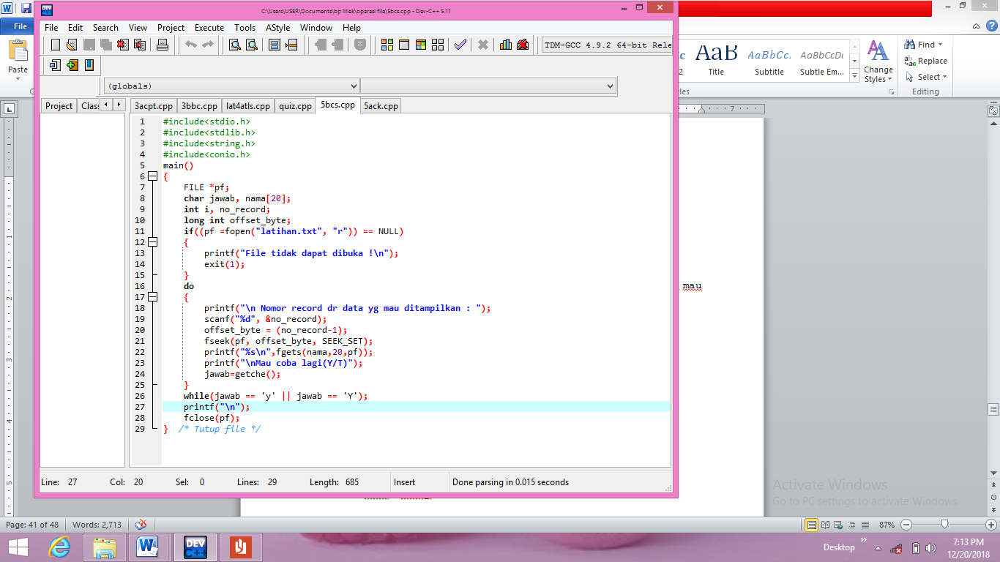 C:\Users\USER\Documents\bp liliek\operasi file\5bcs.cpp - Dev-C++ 5.11
File Edit Search View Project Execute Tools AStyle Window Help
TDM-GCC 4.9.2 64-bit Rele
(globals)
Project Clas 3acpt.cpp 3bbc.cpp lat4atls.cpp quiz.cpp 5bcs.cpp 5ack.cpp
1 #include<stdio.h>
2 #include<stdlib.h>
3 #include<string.h>
4 #include<conio.h>
5 main()
6 {
7 FILE *pf;
8 char jawab, nama[20];
9 int i, no_record;
10 long int offset_byte;
11 if((pf =fopen("latihan.txt", "r")) == NULL)
12 {
13 printf("File tidak dapat dibuka !\n");
14 exit(1);
15 }
16 do
17 {
18 printf("\n Nomor record dr data yg mau ditampilkan : ");
19 scanf("%d", &no_record);
20 offset_byte = (no_record-1);
21 fseek(pf, offset_byte, SEEK_SET);
22 printf("%s\n",fgets(nama,20,pf));
23 printf("\nMau coba lagi(Y/T)");
24 jawab=getche();
25 }
26 while(jawab == 'y' || jawab == 'Y');
27 printf("\n");
28 fclose(pf);
29 } /* Tutup file */
Line: 27 Col: 20 Sel: 0 Lines: 29 Length: 685 Insert Done parsing in 0.015 seconds
File
Paste
AaB AaBbCc. AaBbCcDc
2 Title Subtitle Subtle Em...
Change
Styles
Find
Replace
Select
Editing
7
mau
1
2
3
4
5
Activate Windows
Go to PC settings to activate Windows.
Page: 41 of 48 Words: 2,713 87%
DEV
C++
Desktop
7:13 PM
12/20/2018